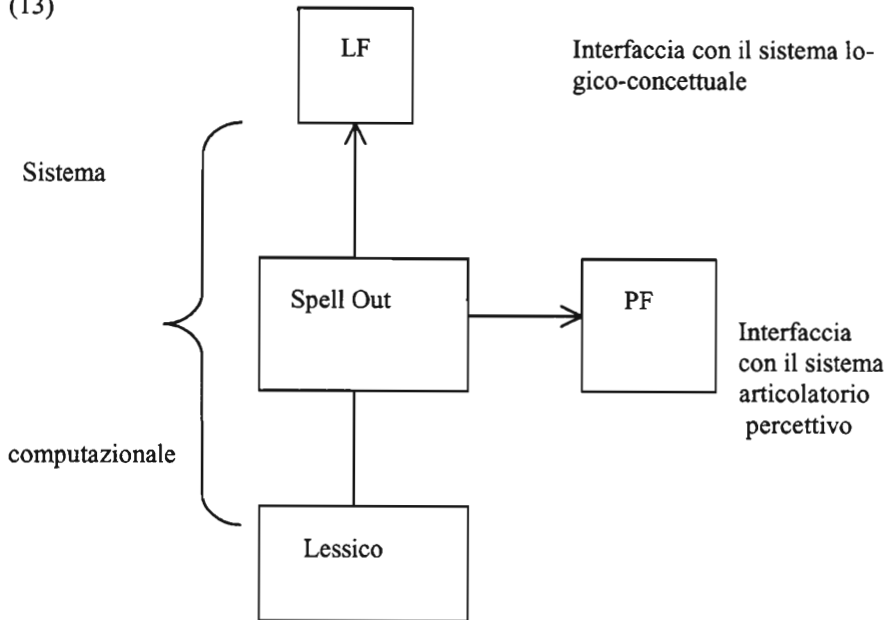 (13)
LF
Interfaccia con il sistema lo-
gico-concettuale
Sistema
Spell Out
PF
Interfaccia
con il sistema
articolatorio
percettivo
computazionale
Lessico